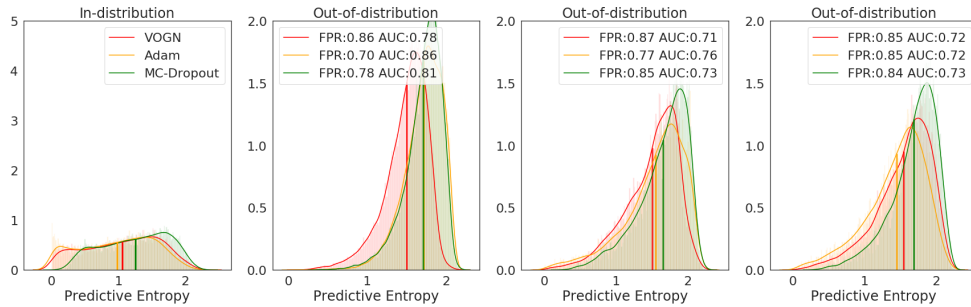 In-distribution
5
4
3
2
1
0
0 1 2
Predictive Entropy
VOGN
Adam
MC-Dropout
Out-of-distribution
2.0
1.5
1.0
0.5
0.0
0 1 2
Predictive Entropy
FPR:0.86 AUC:0.78
FPR:0.70 AUC:0.86
FPR:0.78 AUC:0.81
Out-of-distribution
2.0
1.5
1.0
0.5
0.0
0 1 2
Predictive Entropy
FPR:0.87 AUC:0.71
FPR:0.77 AUC:0.76
FPR:0.85 AUC:0.73
Out-of-distribution
2.0
1.5
1.0
0.5
0.0
0 1 2
Predictive Entropy
FPR:0.85 AUC:0.72
FPR:0.85 AUC:0.72
FPR:0.84 AUC:0.73